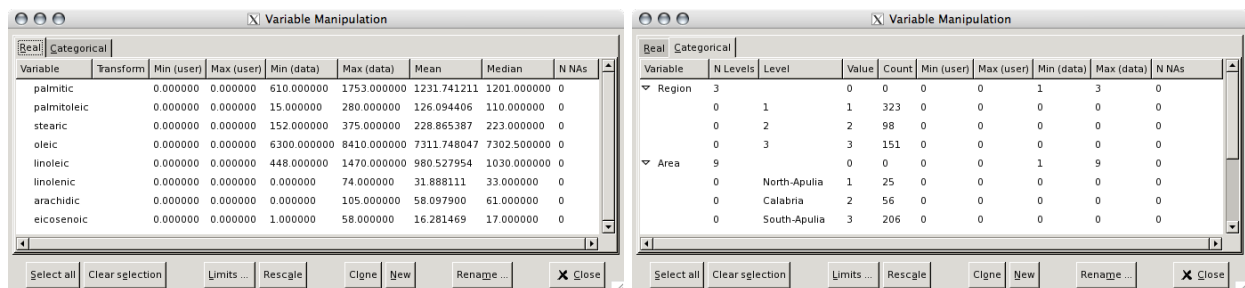 Variable Manipulation
Real Categorical
Variable Transform Min (user) Max (user) Min (data) Max (data) Mean Median N NAs
palmitic 0.000000 0.000000 610.000000 1753.000000 1231.741211 1201.000000 0
palmitoleic 0.000000 0.000000 15.000000 280.000000 126.094406 110.000000 0
stearic 0.000000 0.000000 152.000000 375.000000 228.865387 223.000000 0
oleic 0.000000 0.000000 6300.000000 8410.000000 7311.748047 7302.500000 0
linoleic 0.000000 0.000000 448.000000 1470.000000 980.527954 1030.000000 0
linolenic 0.000000 0.000000 0.000000 74.000000 31.888111 33.000000 0
arachidic 0.000000 0.000000 0.000000 105.000000 58.097900 61.000000 0
eicosenoic 0.000000 0.000000 1.000000 58.000000 16.281469 17.000000 0
Select all Clear selection Limits ... Rescale Clone New Rename ... Close
Variable Manipulation
Real Categorical
Variable N Levels Level Value Count Min (user) Max (user) Min (data) Max (data) N NAs
Region 3 0 0 0 0 1 3 0
0 1 1 323 0 0 0 0 0
0 2 2 98 0 0 0 0 0
0 3 3 151 0 0 0 0 0
Area 9 0 0 0 0 1 9 0
0 North-Apulia 1 25 0 0 0 0 0
0 Calabria 2 56 0 0 0 0 0
0 South-Apulia 3 206 0 0 0 0 0
Select all Clear selection Limits ... Rescale Clone New Rename ... Close